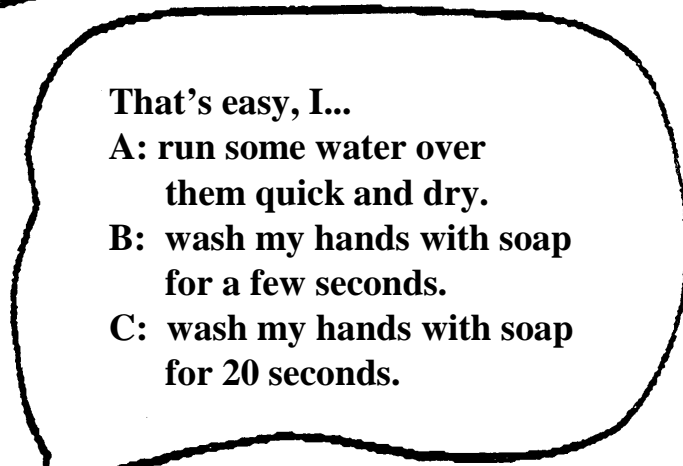 That’s easy, I...
A: run some water over
them quick and dry.
B: wash my hands with soap
for a few seconds.
C: wash my hands with soap
for 20 seconds.